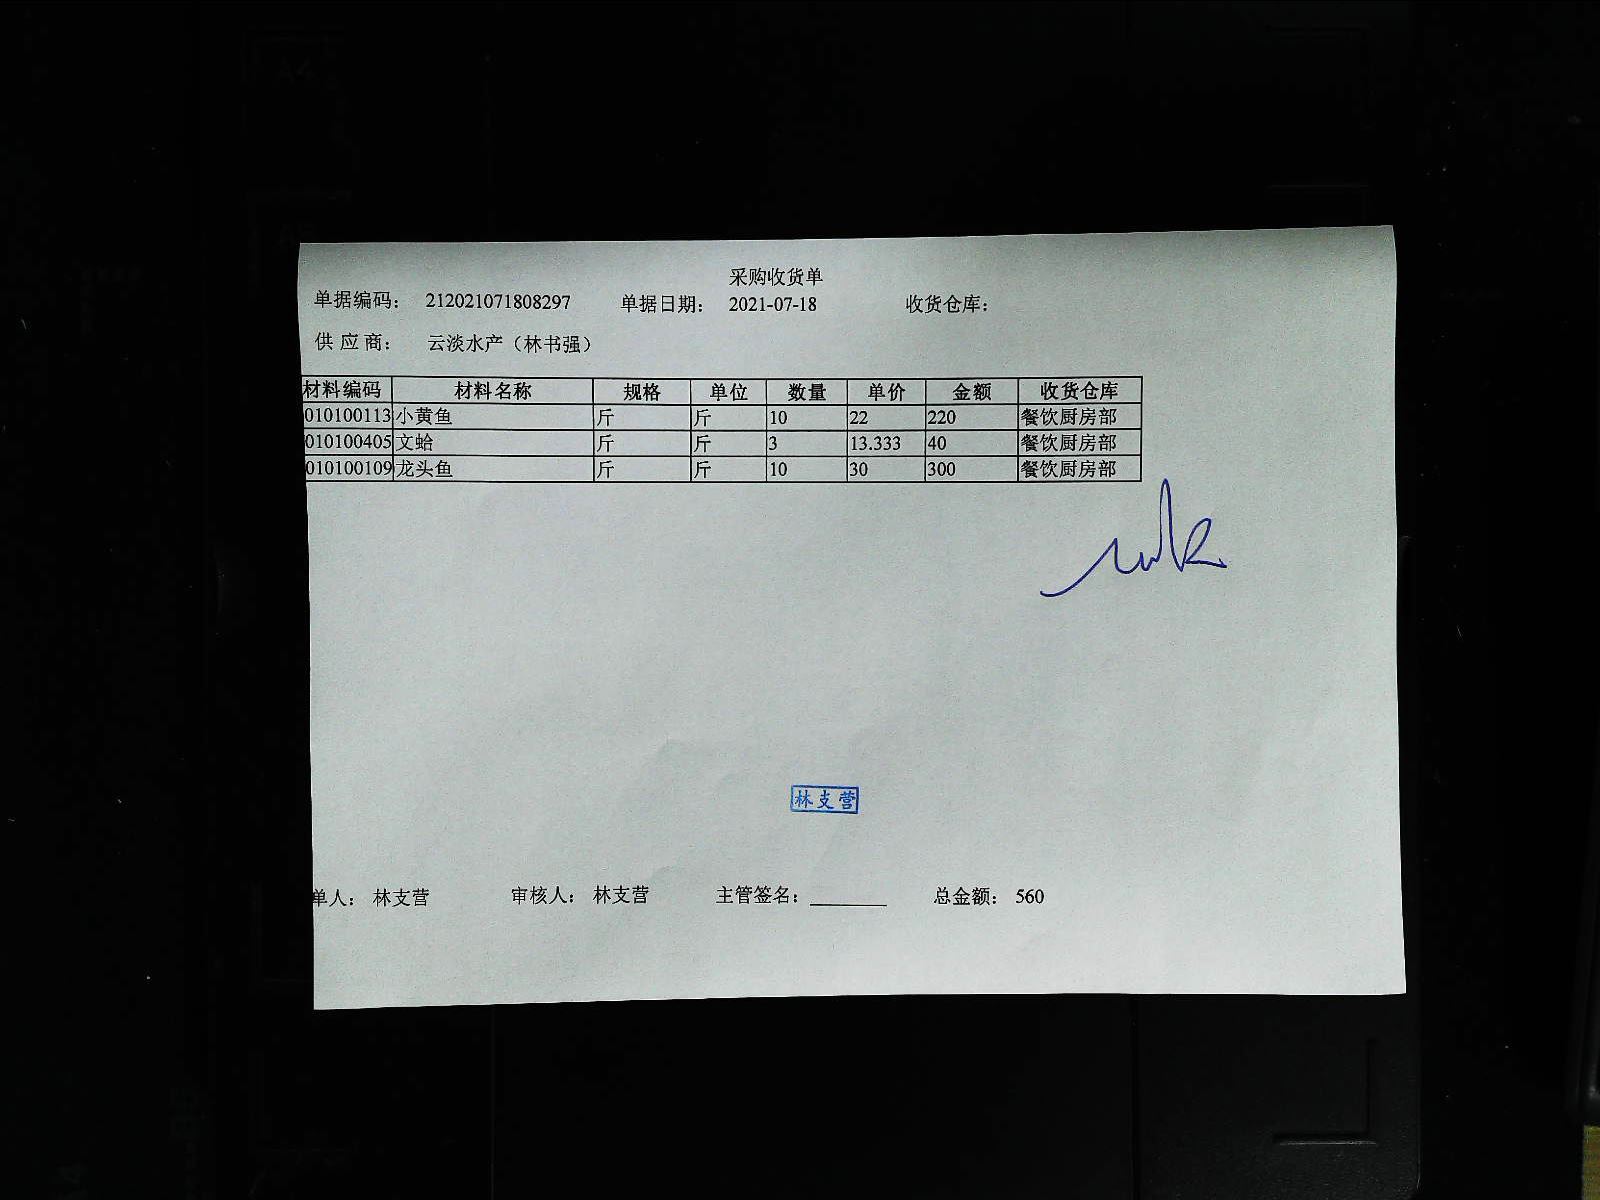 采购收货单
单据编码： 212021071808297 单据日期： 2021-07-18 收货仓库：
供应商： 云淡水产（林书强）
材料编码 材料名称 规格 单位 数量 单价 金额 收货仓库
010100113 小黄鱼 斤 斤 10 22 220 餐饮厨房部
010100405 文蛤 斤 斤 3 13.333 40 餐饮厨房部
010100109 龙头鱼 斤 斤 10 30 300 餐饮厨房部
林支营
单人： 林支营 审核人： 林支营 主管签名： 总金额： 560